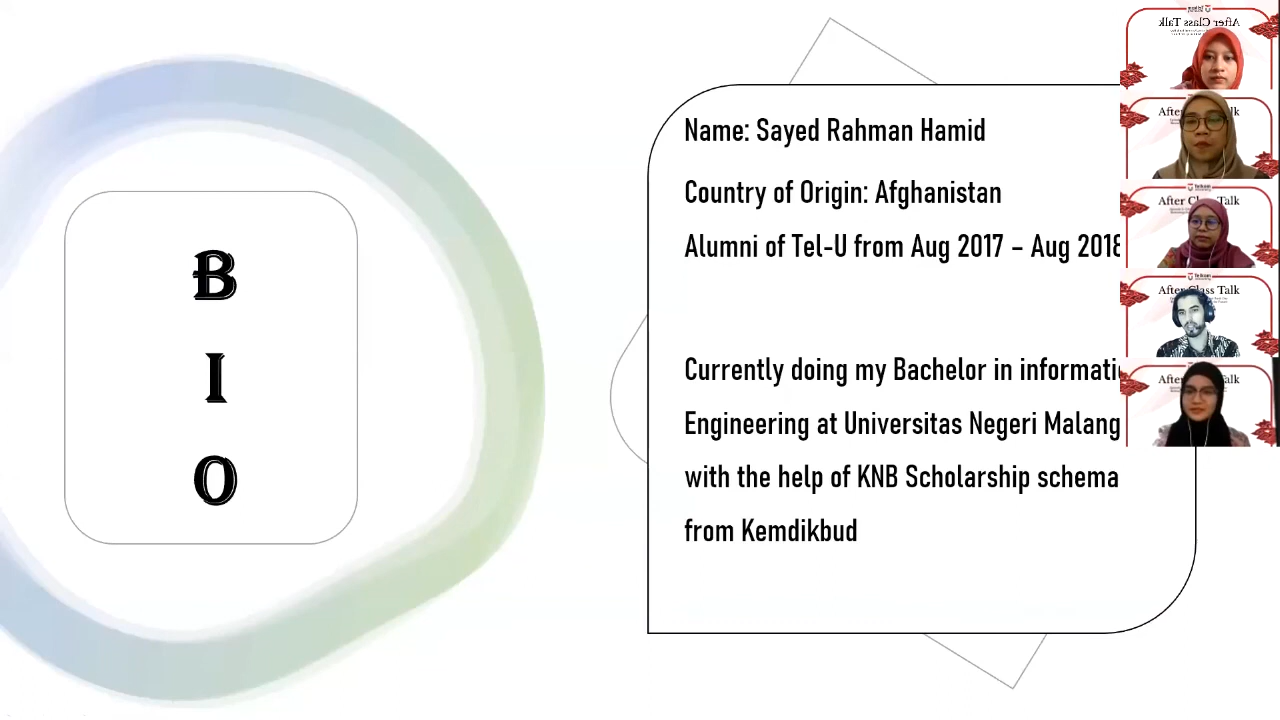 B
I
O
Name: Sayed Rahman Hamid
Country of Origin: Afghanistan
Alumni of Tel-U from Aug 2017 – Aug 2018
Currently doing my Bachelor in
Engineering at Universitas Negeri Malang
with the help of KNB Scholarship schema
from Kemdikbud
After Class Talk
Talk
After Talk
After Class Talk
Telkom
After Class Talk